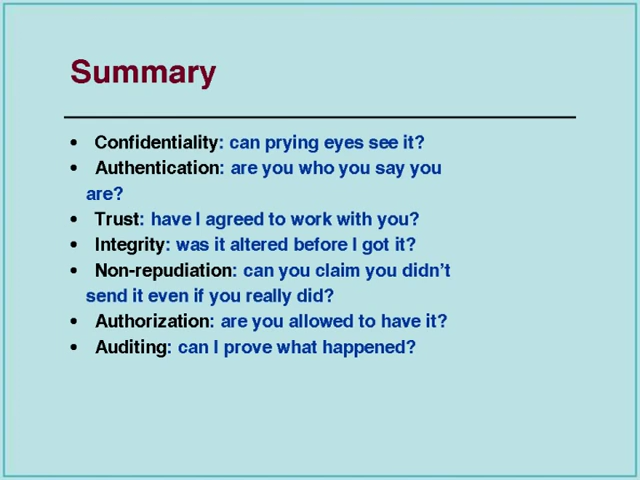 Summary
• Confidentiality: can prying eyes see it?
• Authentication: are you who you say you
are?
• Trust: have I agreed to work with you?
• Integrity: was it altered before I got it?
• Non-repudiation: can you claim you didn’t
send it even if you really did?
• Authorization: are you allowed to have it?
• Auditing: can I prove what happened?